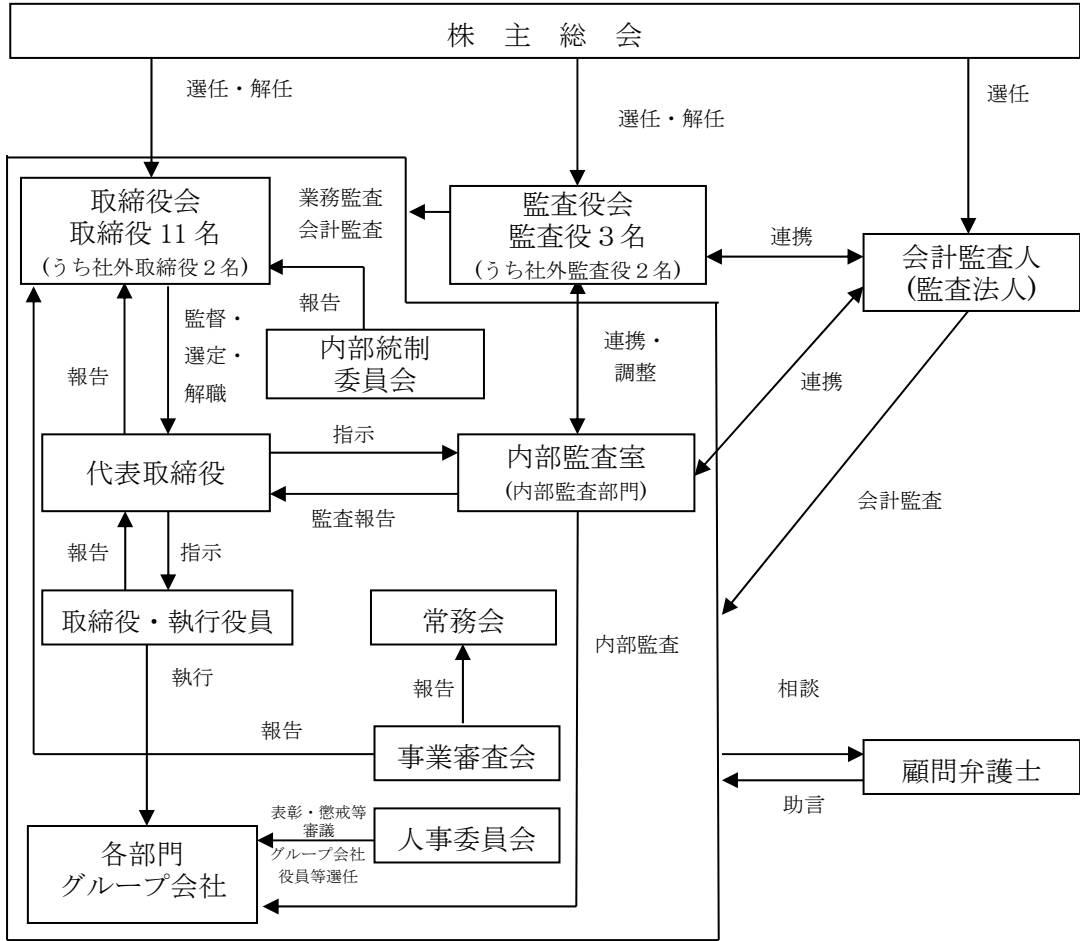 株 主 総 会
選任・解任
選任・解任
選任
取締役会
取締役 11 名
(うち社外取締役２名)
業務監査
会計監査
監査役会
監査役３名
(うち社外監査役２名)
連携
会計監査人
(監査法人)
報告
内部統制
委員会
監督・
選定・
解職
報告
連携・
調整
連携
代表取締役
指示
内部監査室
(内部監査部門)
監査報告
会計監査
報告
指示
取締役・執行役員
常務会
内部監査
執行
報告
相談
報告
事業審査会
顧問弁護士
助言
表彰・懲戒等
審議
グループ会社
役員等選任
人事委員会
各部門
グループ会社